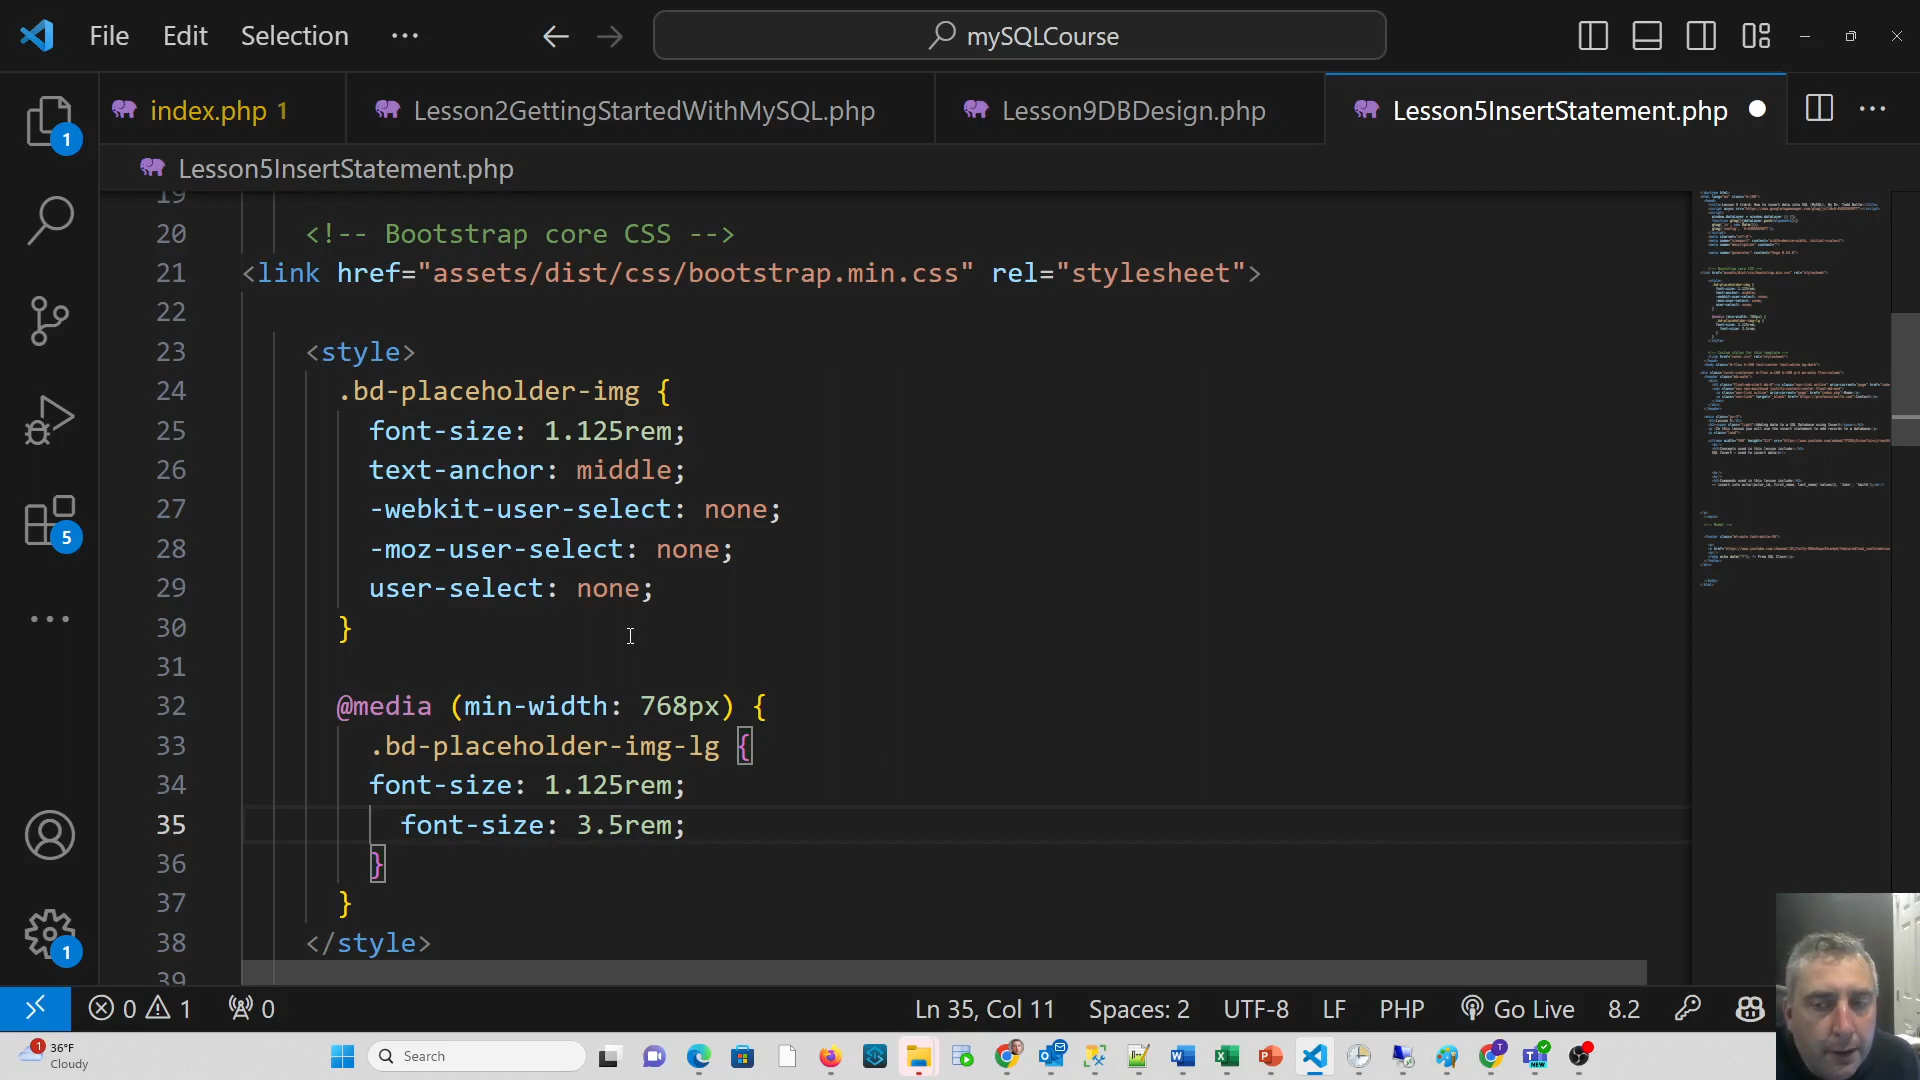 File Edit Selection ··· mySQLCourse
index.php 1 Lesson2GettingStartedWithMySQL.php Lesson9DBDesign.php Lesson5InsertStatement.php
Lesson5InsertStatement.php
19
20 <!-- Bootstrap core CSS -->
21 <link href="assets/dist/css/bootstrap.min.css" rel="stylesheet">
22
23 <style>
24 .bd-placeholder-img {
25 font-size: 1.125rem;
26 text-anchor: middle;
27 -webkit-user-select: none;
28 -moz-user-select: none;
29 user-select: none;
30 }
31
32 @media (min-width: 768px) {
33 .bd-placeholder-img-lg {
34 font-size: 1.125rem;
35 font-size: 3.5rem;
36 }
37 }
38 </style>
39
1
5
1
0 1 0 Ln 35, Col 11 Spaces: 2 UTF-8 LF PHP Go Live 8.2
1 36°F
Cloudy
Search